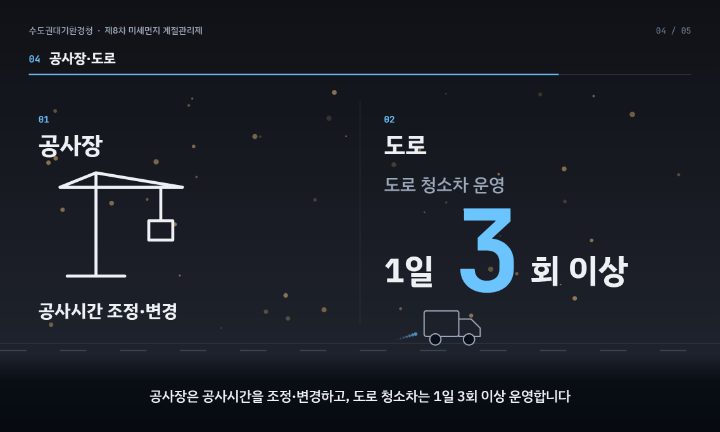 수도권대기환경청 · 제8차 미세먼지 계절관리제
04 / 05
04 공사장·도로
01
공사장
공사시간 조정·변경
02
도로
도로 청소차 운영
1일 3회 이상
공사장은 공사시간을 조정·변경하고, 도로 청소차는 1일 3회 이상 운영합니다